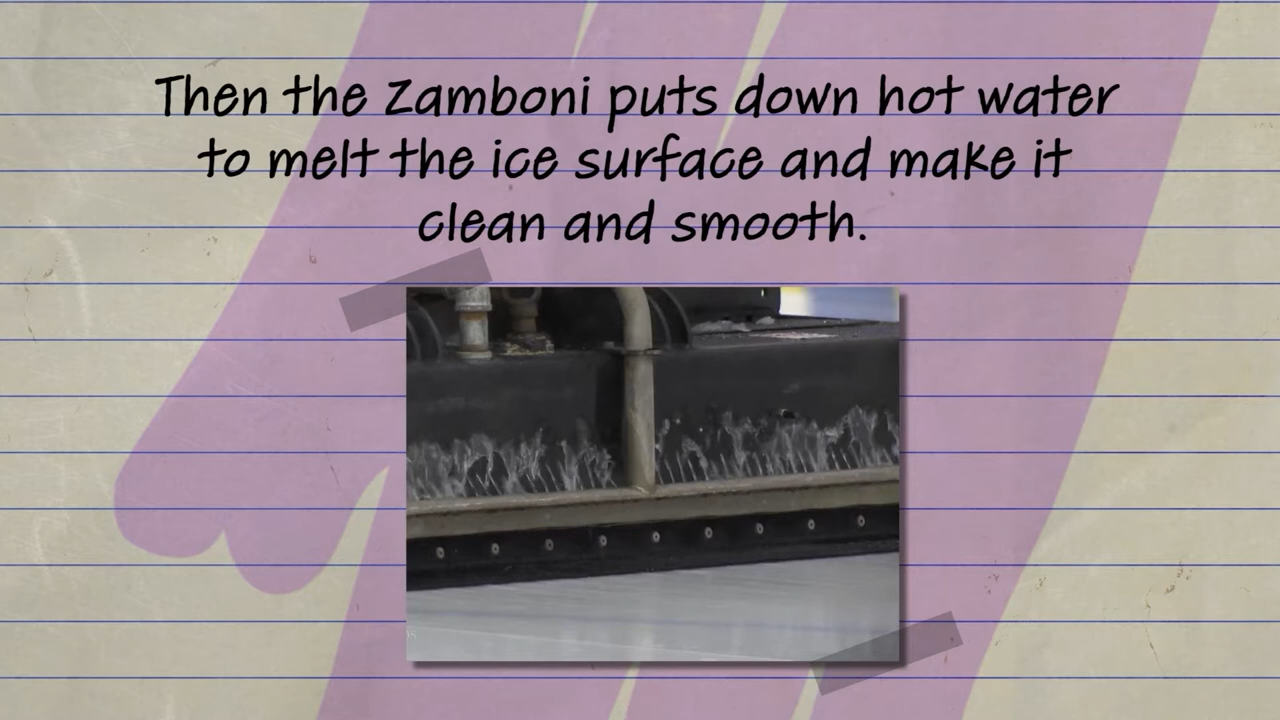 Then the Zamboni puts down hot water
to melt the ice surface and make it
clean and smooth.